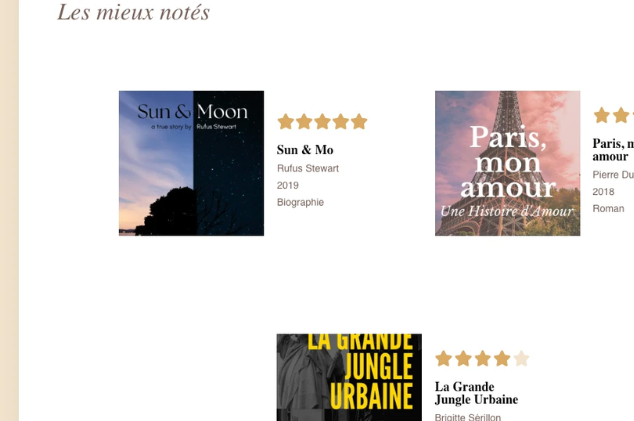 Les mieux notés
Sun & Moon
a true story by Rufus Stewart
Sun & Mo
Rufus Stewart
2019
Biographie
Paris,
mon
amour
Une Histoire d'Amour
Paris, m
amour
Pierre Du
2018
Roman
LA GRANDE
JUNGLE
URBAINE
La Grande
Jungle Urbaine
Brigitte Sérillon